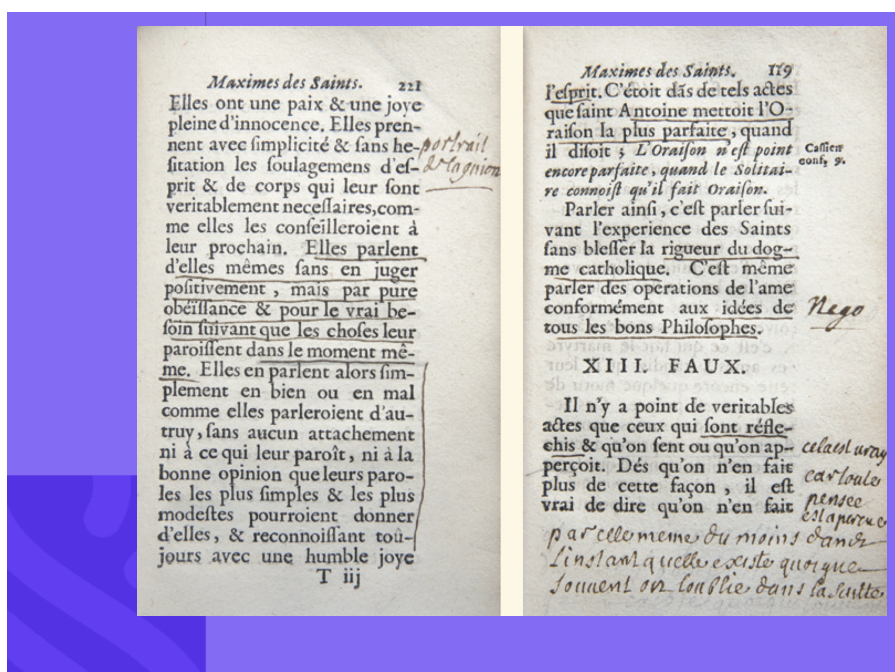 Maximes des Saints. 221
Elles ont une paix & une joye
pleine d'innocence. Elles pren-
nent avec ſimplicité & ſans he-
ſitation les ſoulagemens d'eſ-
prit & de corps qui leur ſont
veritablement neceſſaires, com-
me elles les conſeilleroient à
leur prochain. Elles parlent
d'elles mêmes ſans en juger
poſitivement, mais par pure
obéïſſance & pour le vrai be-
ſoin ſuivant que les choſes leur
paroiſſent dans le moment mê-
me. Elles en parlent alors ſim-
plement en bien ou en mal
comme elles parleroient d'au-
truy, ſans aucun attachement
ni à ce qui leur paroît, ni à la
bonne opinion que leurs paro-
les les plus ſimples & les plus
modeſtes pourroient donner
d'elles, & reconnoiſſant toû-
jours avec une humble joye
T iij
portrait
Maximes des Saints. 119
l'eſprit. C'étoit dãs de tels actes
que ſaint Antoine mettoit l'O-
raiſon la plus parfaite, quand
il diſoit ; L'Oraiſon n'eſt point
encore parfaite, quand le Solitai-
re connoiſt qu'il fait Oraiſon.
Caſſien
conf. 9.
Parler ainſi, c'eſt parler ſui-
vant l'experience des Saints
ſans bleſſer la rigueur du dog-
me catholique. C'eſt même
parler des operations de l'ame
conformément aux idées de
tous les bons Philoſophes.
Nego
XIII. FAUX.
Il n'y a point de veritables
actes que ceux qui ſont réfle-
chis & qu'on ſent ou qu'on ap-
perçoit. Dés qu'on n'en fait
plus de cette façon, il eſt
vrai de dire qu'on n'en fait
cela est vray
car toute
pensee
est aperçue
par elle meme du moins dans
l'instant quelle existe quoique
souvent on loublie dans la suitte